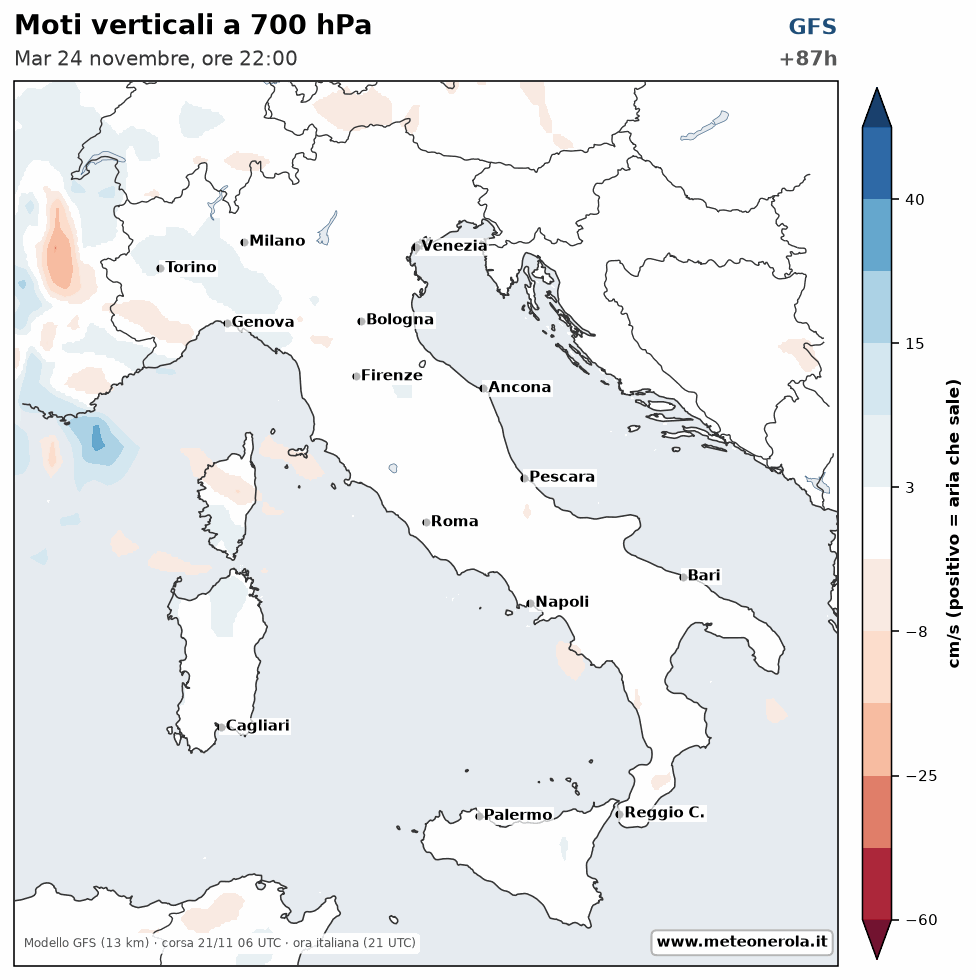 Moti verticali a 700 hPa
GFS
Mar 24 novembre, ore 22:00
+87h
Milano
Venezia
Torino
Genova
Bologna
Firenze
Ancona
Pescara
Roma
Bari
Napoli
Cagliari
Palermo
Reggio C.
40
15
3
−8
−25
−60
cm/s (positivo = aria che sale)
Modello GFS (13 km) · corsa 21/11 06 UTC · ora italiana (21 UTC)
www.meteonerola.it